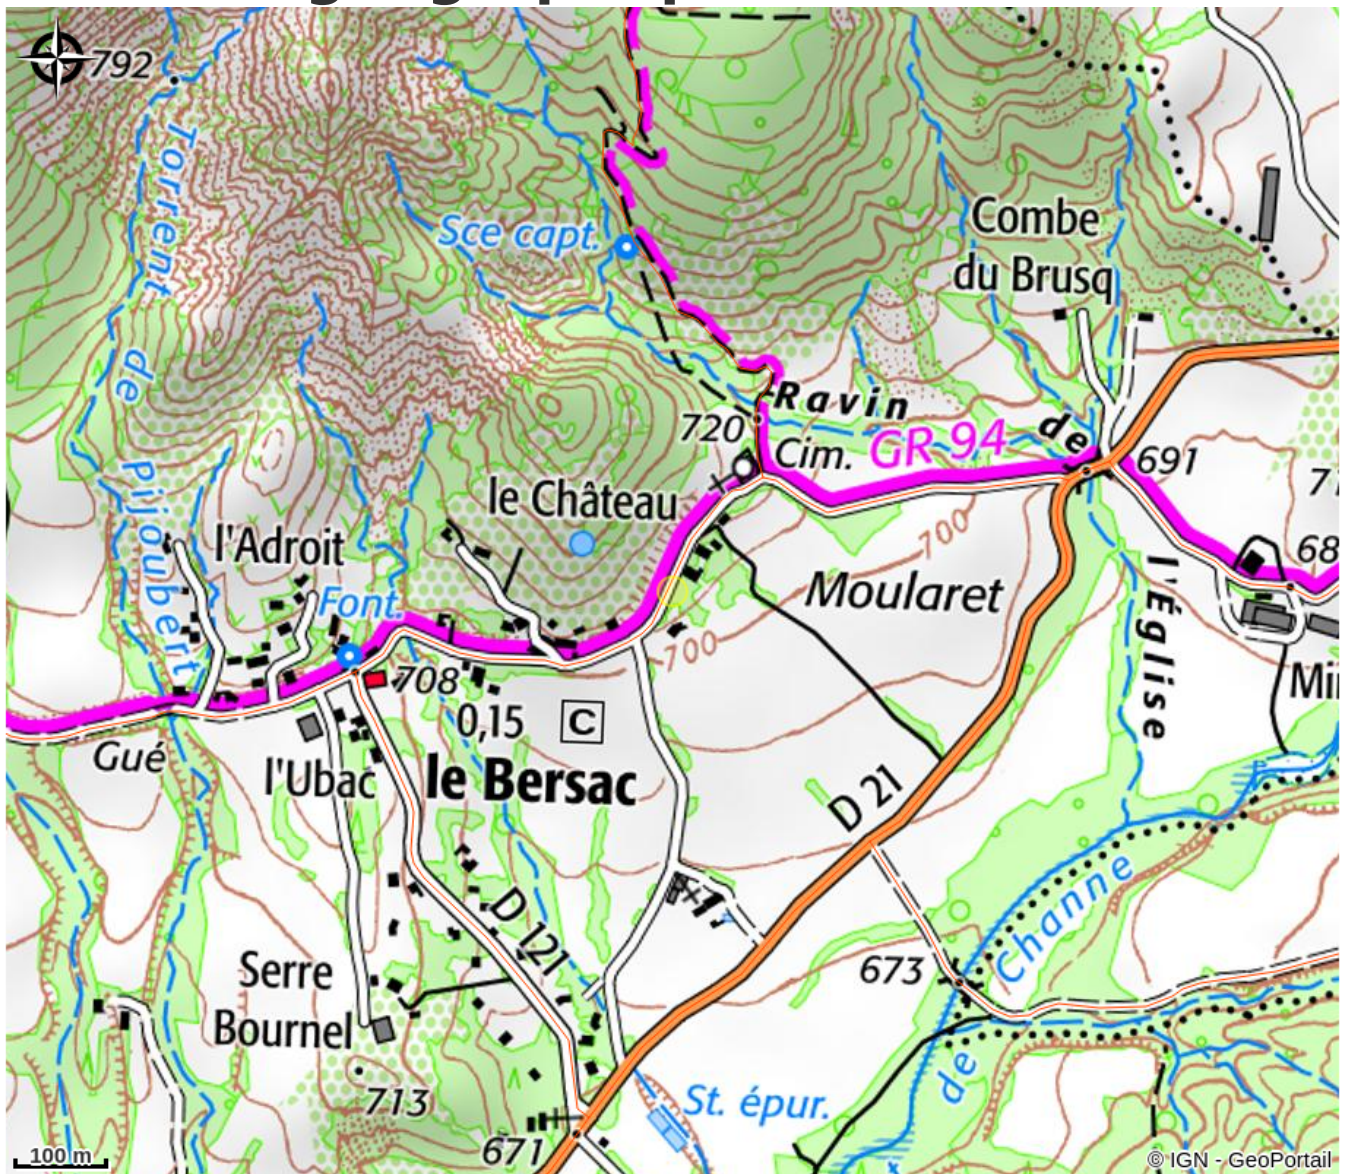 792
Torrent
de
Pijoubert
Sce capt.
Combe
du Brusq
Ravin
de
l'Église
720
Cim.
GR 94
691
le Château
l'Adroit
Font.
700
68
Moularet
700
708
0,15
C
Gué
l'Ubac
le Bersac
D 21
D 121
Channe
de
673
Serre
Bournel
713
St. épur.
671
100 m
© IGN - GeoPortail